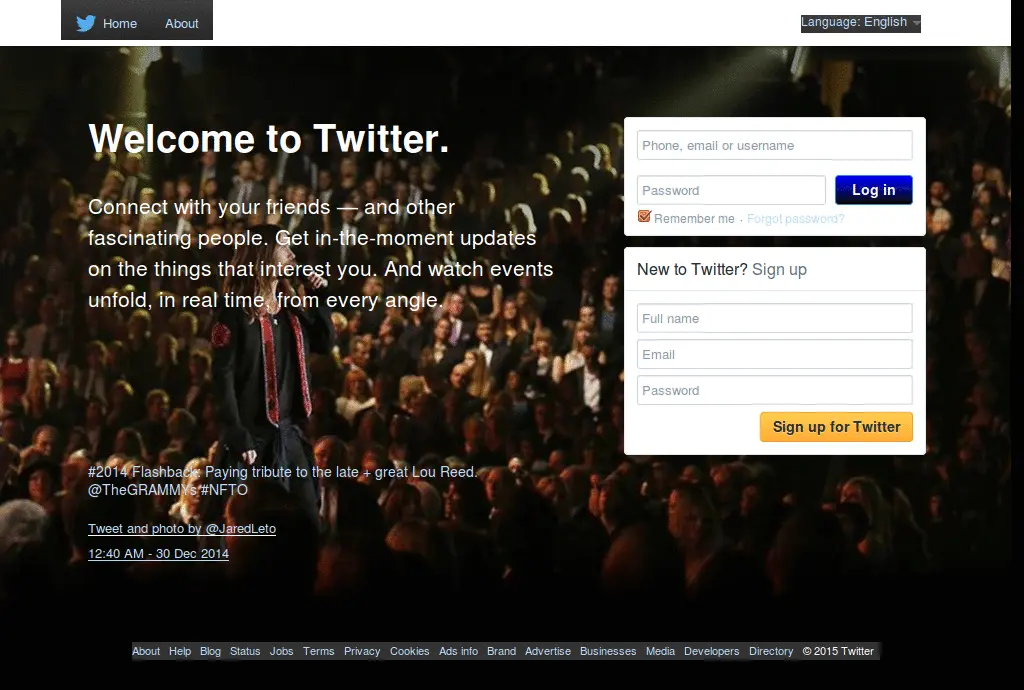 Home About
Language: English
Welcome to Twitter.
Connect with your friends — and other
fascinating people. Get in-the-moment updates
on the things that interest you. And watch events
unfold, in real time, from every angle.
#2014 Flashback: Paying tribute to the late + great Lou Reed.
@TheGRAMMYs #NFTO
Tweet and photo by @JaredLeto
12:40 AM - 30 Dec 2014
Phone, email or username
Password Log in
Remember me · Forgot password?
New to Twitter? Sign up
Full name
Email
Password
Sign up for Twitter
About Help Blog Status Jobs Terms Privacy Cookies Ads info Brand Advertise Businesses Media Developers Directory © 2015 Twitter